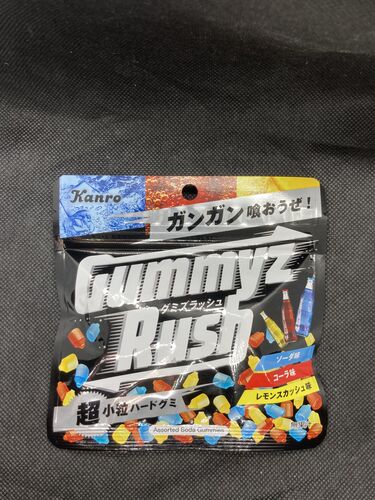 Kanro
ガンガン喰おうぜ!
Gummyz
グミズラッシュ
Rush
ソーダ味
コーラ味
レモンスカッシュ味
超小粒ハードグミ
Assorted Soda Gummies